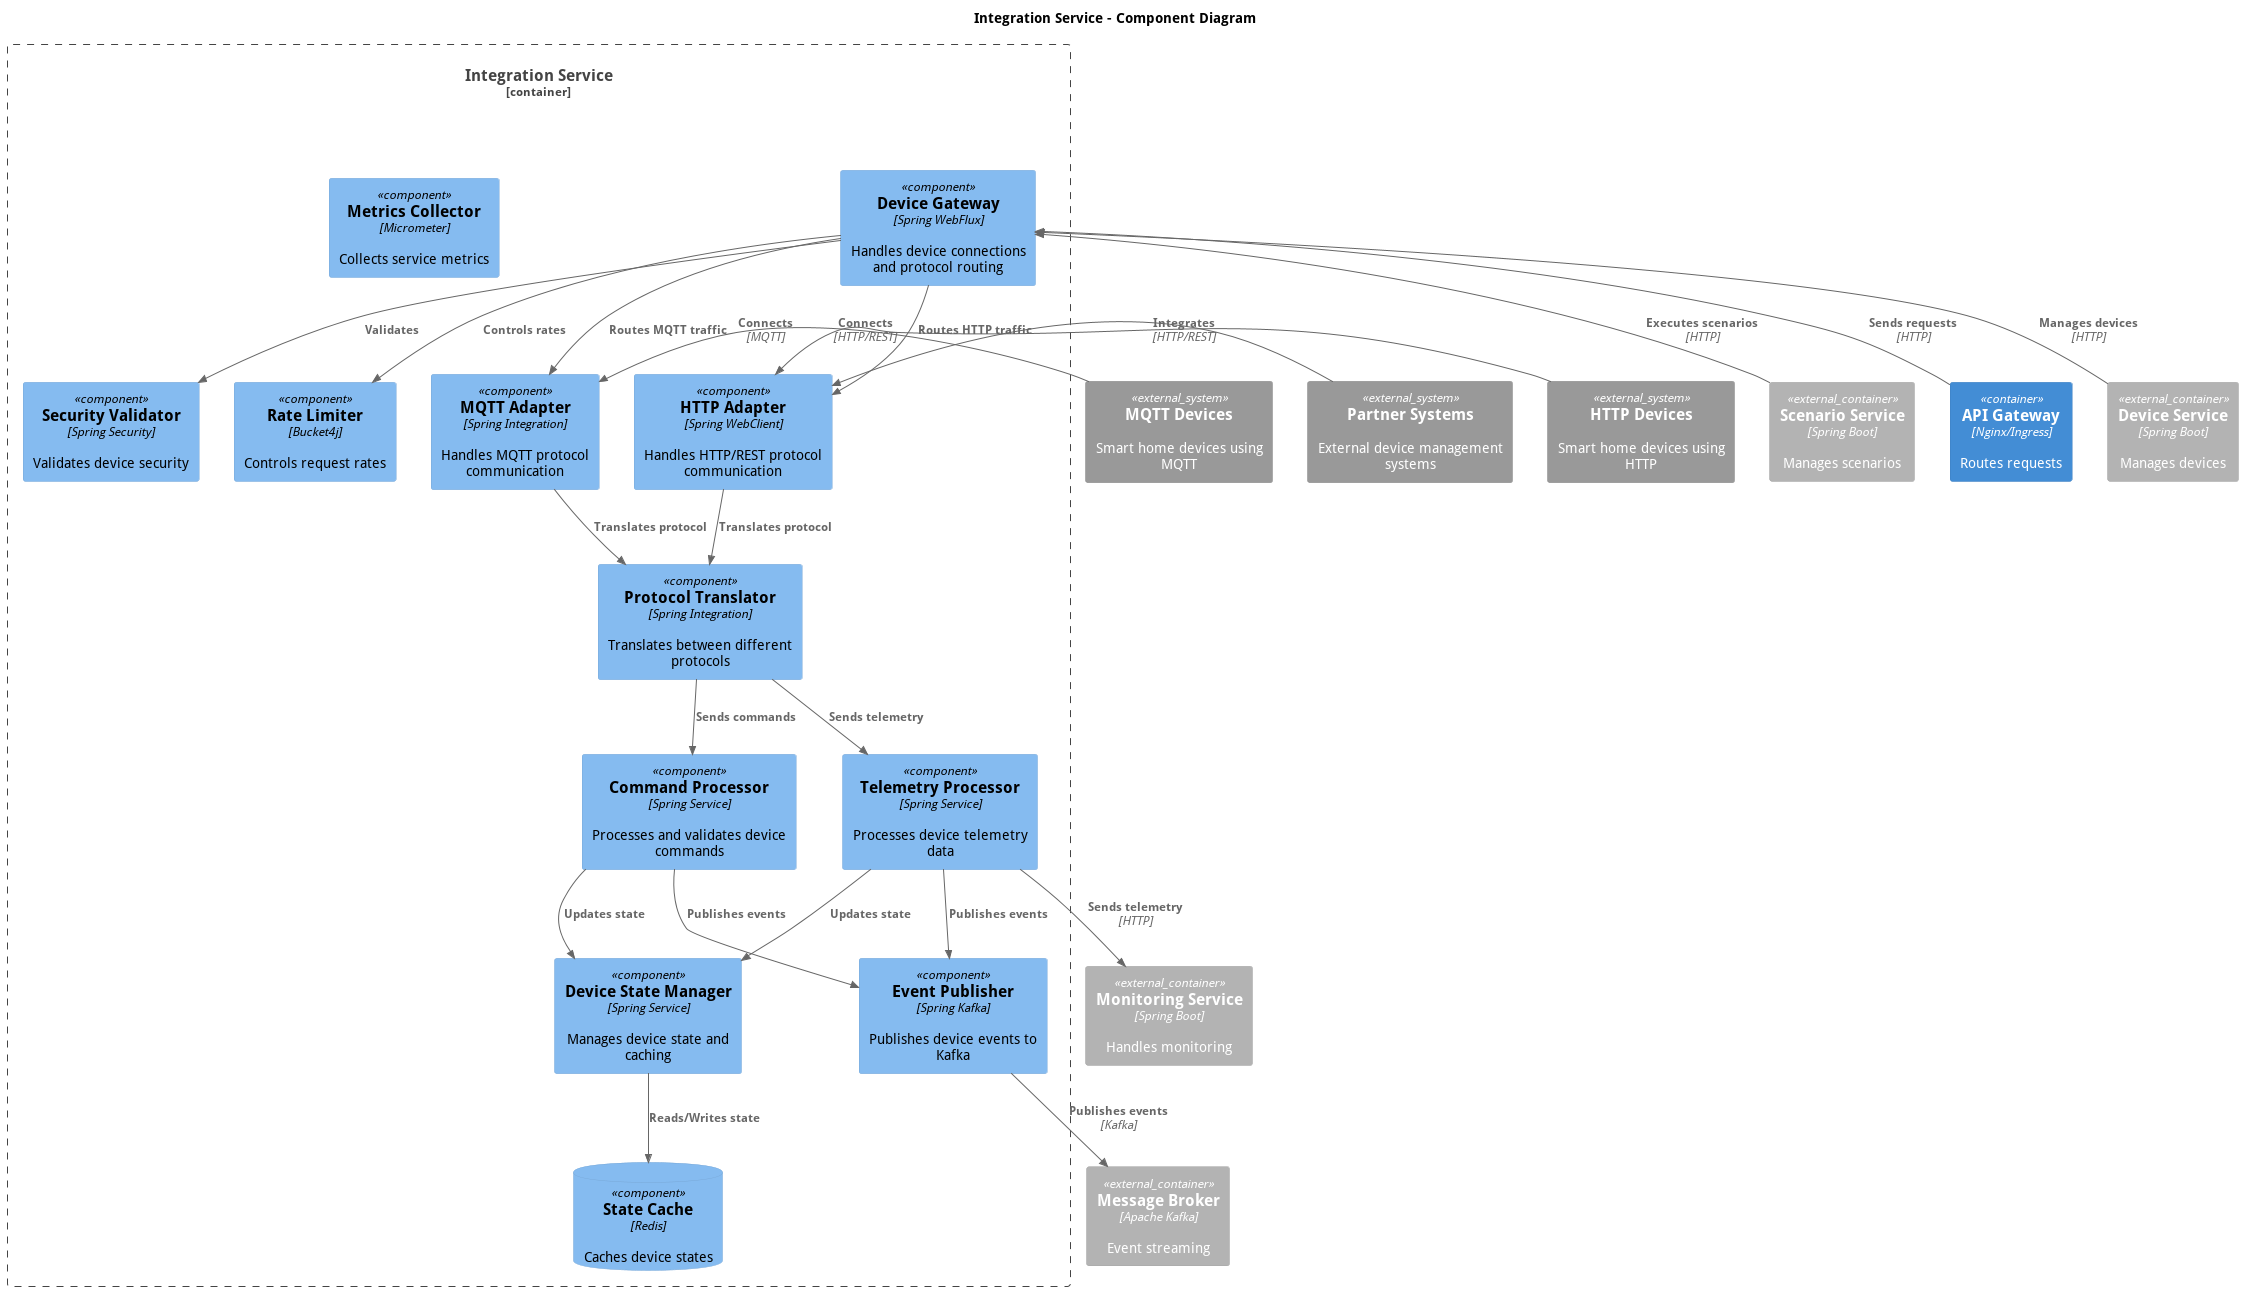 Integration Service - Component Diagram
Integration Service
[container]
«component»
Metrics Collector
[Micrometer]
Collects service metrics
«component»
Device Gateway
[Spring WebFlux]
Handles device connections
and protocol routing
Validates
Controls rates
Routes MQTT traffic
Connects
[MQTT]
Connects
[HTTP/REST]
Routes HTTP traffic
Integrates
[HTTP/REST]
Executes scenarios
[HTTP]
Sends requests
[HTTP]
Manages devices
[HTTP]
«component»
Security Validator
[Spring Security]
Validates device security
«component»
Rate Limiter
[Bucket4j]
Controls request rates
«component»
MQTT Adapter
[Spring Integration]
Handles MQTT protocol
communication
«component»
HTTP Adapter
[Spring WebClient]
Handles HTTP/REST protocol
communication
«external_system»
MQTT Devices
Smart home devices using
MQTT
«external_system»
Partner Systems
External device management
systems
«external_system»
HTTP Devices
Smart home devices using
HTTP
«external_container»
Scenario Service
[Spring Boot]
Manages scenarios
«container»
API Gateway
[Nginx/Ingress]
Routes requests
«external_container»
Device Service
[Spring Boot]
Manages devices
Translates protocol
Translates protocol
«component»
Protocol Translator
[Spring Integration]
Translates between different
protocols
Sends commands
Sends telemetry
«component»
Command Processor
[Spring Service]
Processes and validates device
commands
«component»
Telemetry Processor
[Spring Service]
Processes device telemetry
data
Updates state
Publishes events
Updates state
Publishes events
Sends telemetry
[HTTP]
«component»
Device State Manager
[Spring Service]
Manages device state and
caching
«component»
Event Publisher
[Spring Kafka]
Publishes device events to
Kafka
«external_container»
Monitoring Service
[Spring Boot]
Handles monitoring
Reads/Writes state
Publishes events
[Kafka]
«component»
State Cache
[Redis]
Caches device states
«external_container»
Message Broker
[Apache Kafka]
Event streaming